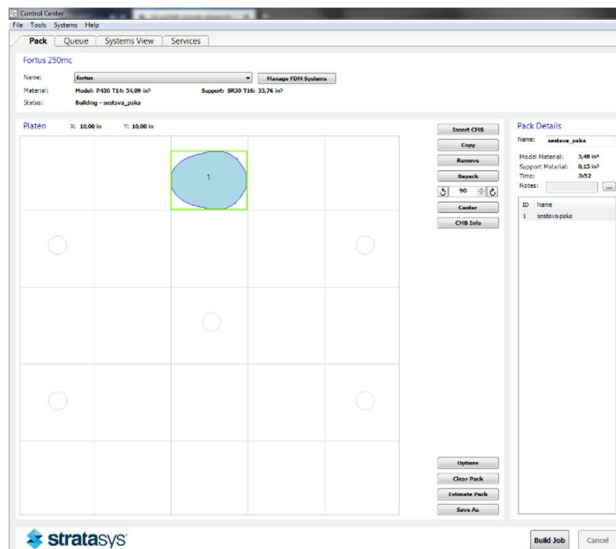 Control Center
File Tools Systems Help
Pack Queue Systems View Services
Fortus 250mc
Name: fortus Manage FDM Systems
Material: Model: P430 T14: 54,09 in³ Support: SR30 T16: 33,76 in³
Status: Building - sestava_paka
Platen X: 10,00 in Y: 10,00 in
1
Insert CMB
Copy
Remove
Repack
90
Center
CMB Info
Options
Clear Pack
Estimate Pack
Save As
Pack Details
Name: sestava_paka
Model Material: 3,48 in³
Support Material: 0,15 in³
Time: 3:52
Notes: ...
ID Name
1 sestava paka
stratasys
Build Job Cancel